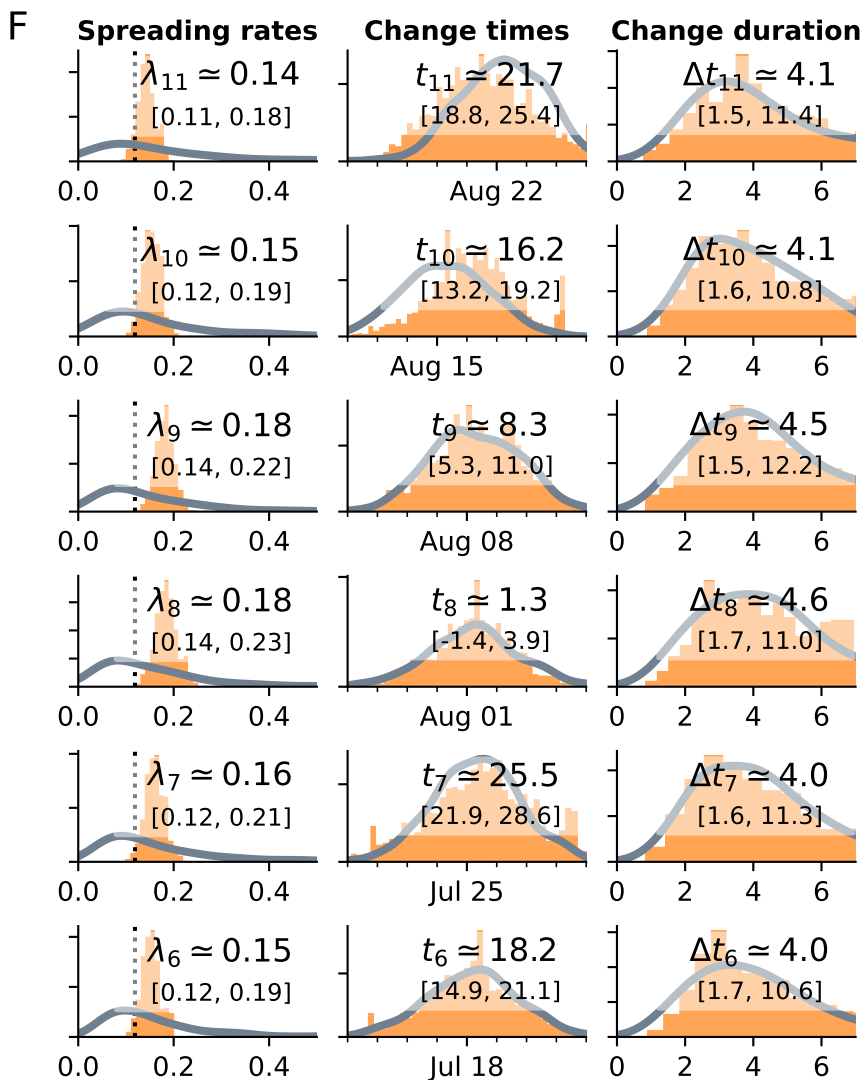 F
Spreading rates Change times Change duration
λ11 ≃ 0.14 t11 ≃ 21.7 Δt11 ≃ 4.1
[0.11, 0.18] [18.8, 25.4] [1.5, 11.4]
0.0 0.2 0.4 Aug 22 0 2 4 6
λ10 ≃ 0.15 t10 ≃ 16.2 Δt10 ≃ 4.1
[0.12, 0.19] [13.2, 19.2] [1.6, 10.8]
0.0 0.2 0.4 Aug 15 0 2 4 6
λ9 ≃ 0.18 t9 ≃ 8.3 Δt9 ≃ 4.5
[0.14, 0.22] [5.3, 11.0] [1.5, 12.2]
0.0 0.2 0.4 Aug 08 0 2 4 6
λ8 ≃ 0.18 t8 ≃ 1.3 Δt8 ≃ 4.6
[0.14, 0.23] [-1.4, 3.9] [1.7, 11.0]
0.0 0.2 0.4 Aug 01 0 2 4 6
λ7 ≃ 0.16 t7 ≃ 25.5 Δt7 ≃ 4.0
[0.12, 0.21] [21.9, 28.6] [1.6, 11.3]
0.0 0.2 0.4 Jul 25 0 2 4 6
λ6 ≃ 0.15 t6 ≃ 18.2 Δt6 ≃ 4.0
[0.12, 0.19] [14.9, 21.1] [1.7, 10.6]
0.0 0.2 0.4 Jul 18 0 2 4 6